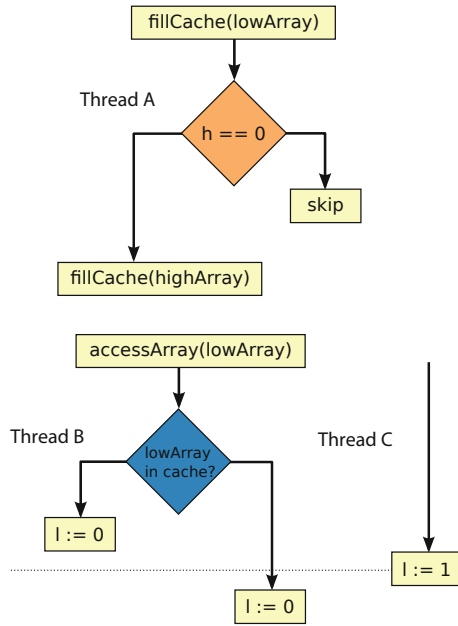 fillCache(lowArray)
Thread A
h == 0
skip
fillCache(highArray)
accessArray(lowArray)
Thread B
lowArray
in cache?
Thread C
l := 0
l := 1
l := 0